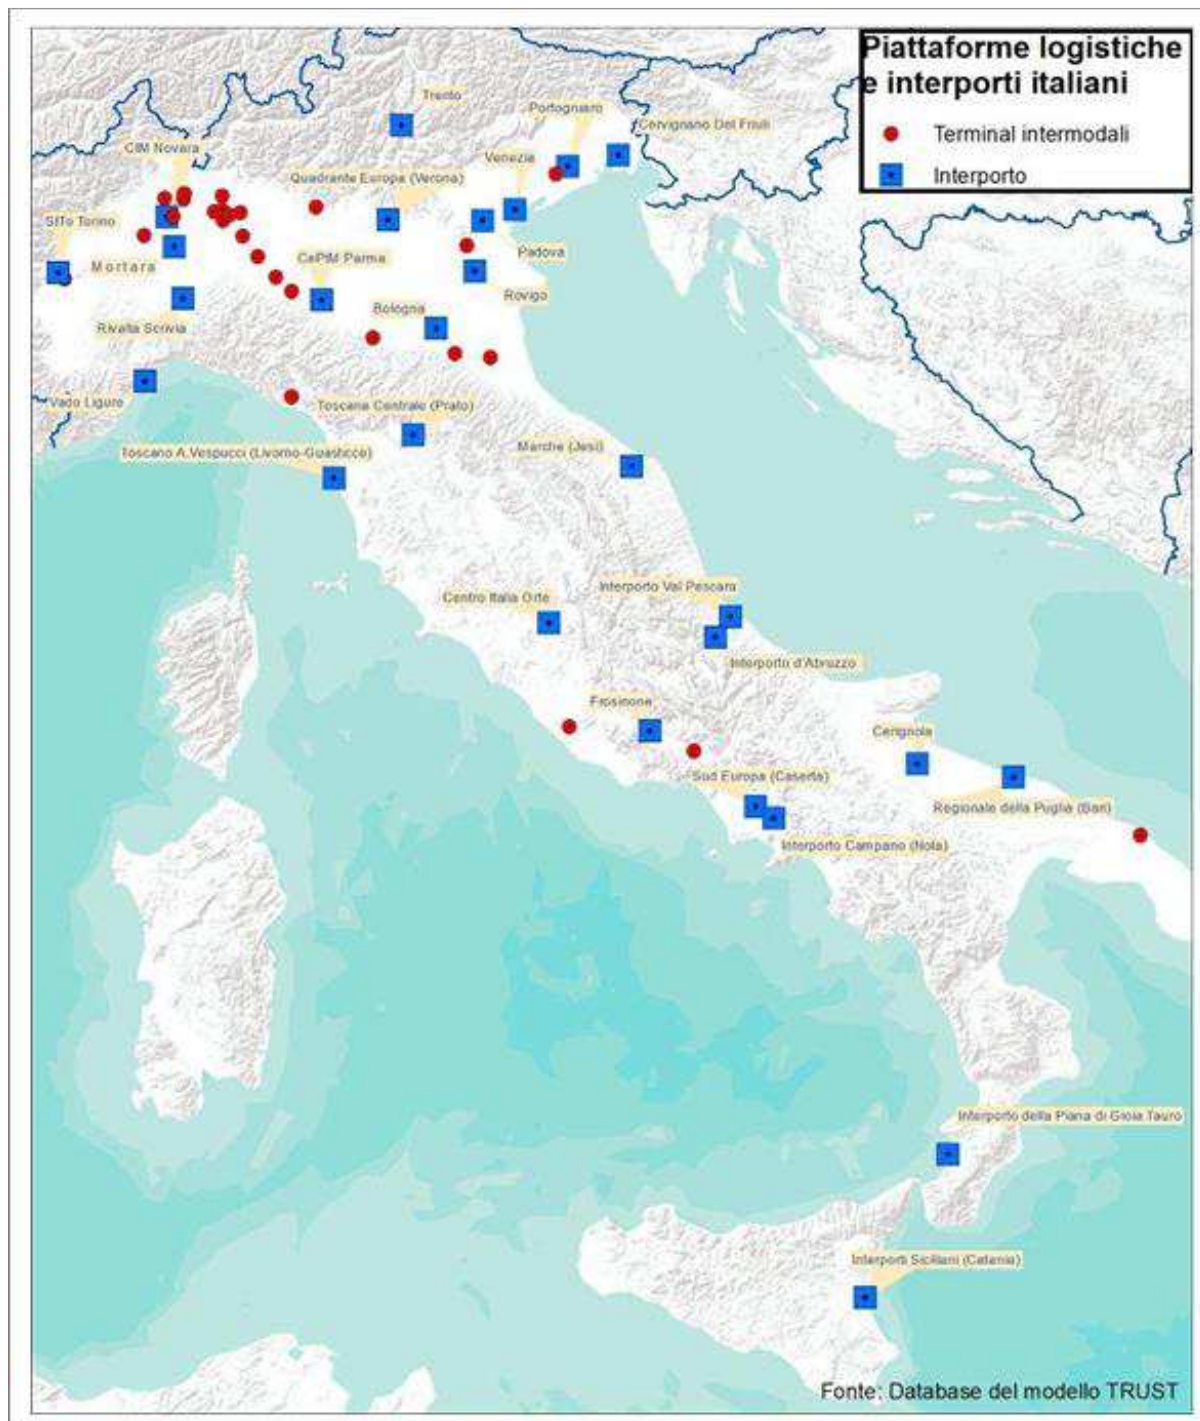 Piattaforme logistiche
e interporti italiani
Terminal intermodali
Interporto
Trento
Portogruaro
Cervignano Del Friuli
CIM Novara
Venezia
Quadrante Europa (Verona)
SITo Torino
Padova
CePIM Parma
Mortara
Rovigo
Bologna
Rivalta Scrivia
Vado Ligure
Toscana Centrale (Prato)
Marche (Jesi)
Toscano A.Vespucci (Livorno-Guasticce)
Interporto Val Pescara
Centro Italia Orte
Interporto d'Abruzzo
Frosinone
Cerignola
Sud Europa (Caserta)
Regionale della Puglia (Bari)
Interporto Campano (Nola)
Interporto della Piana di Gioia Tauro
Interporti Siciliani (Catania)
Fonte: Database del modello TRUST